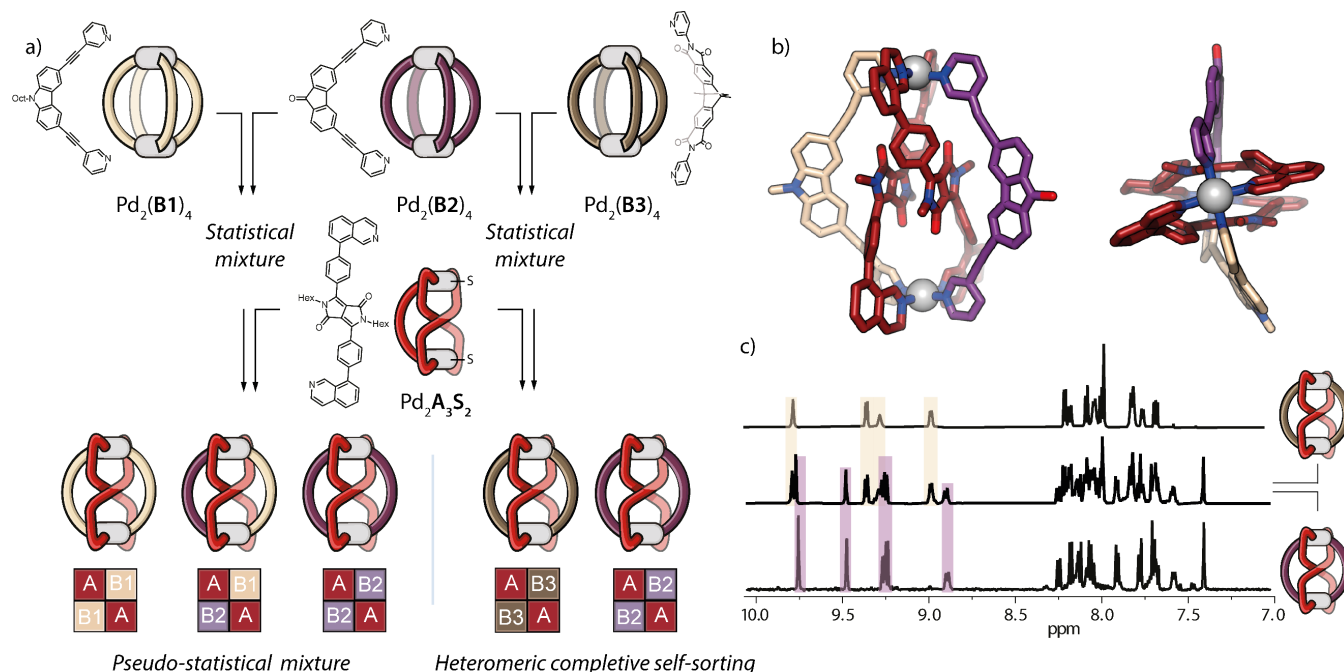 a)
N
Oct-N
N
Pd2(B1)4
N
O
N
Pd2(B2)4
N
N
O
O
O
O
N
N
Pd2(B3)4
Statistical
mixture
Statistical
mixture
N
Hex-N
O
O
N-Hex
N
S
S
Pd2A3S2
A B1
B1 A
A B1
B2 A
A B2
B2 A
A B3
B3 A
A B2
B2 A
Pseudo-statistical mixture
Heteromeric completive self-sorting
b)
c)
10.0 9.5 9.0 8.5 8.0 7.5 7.0
ppm